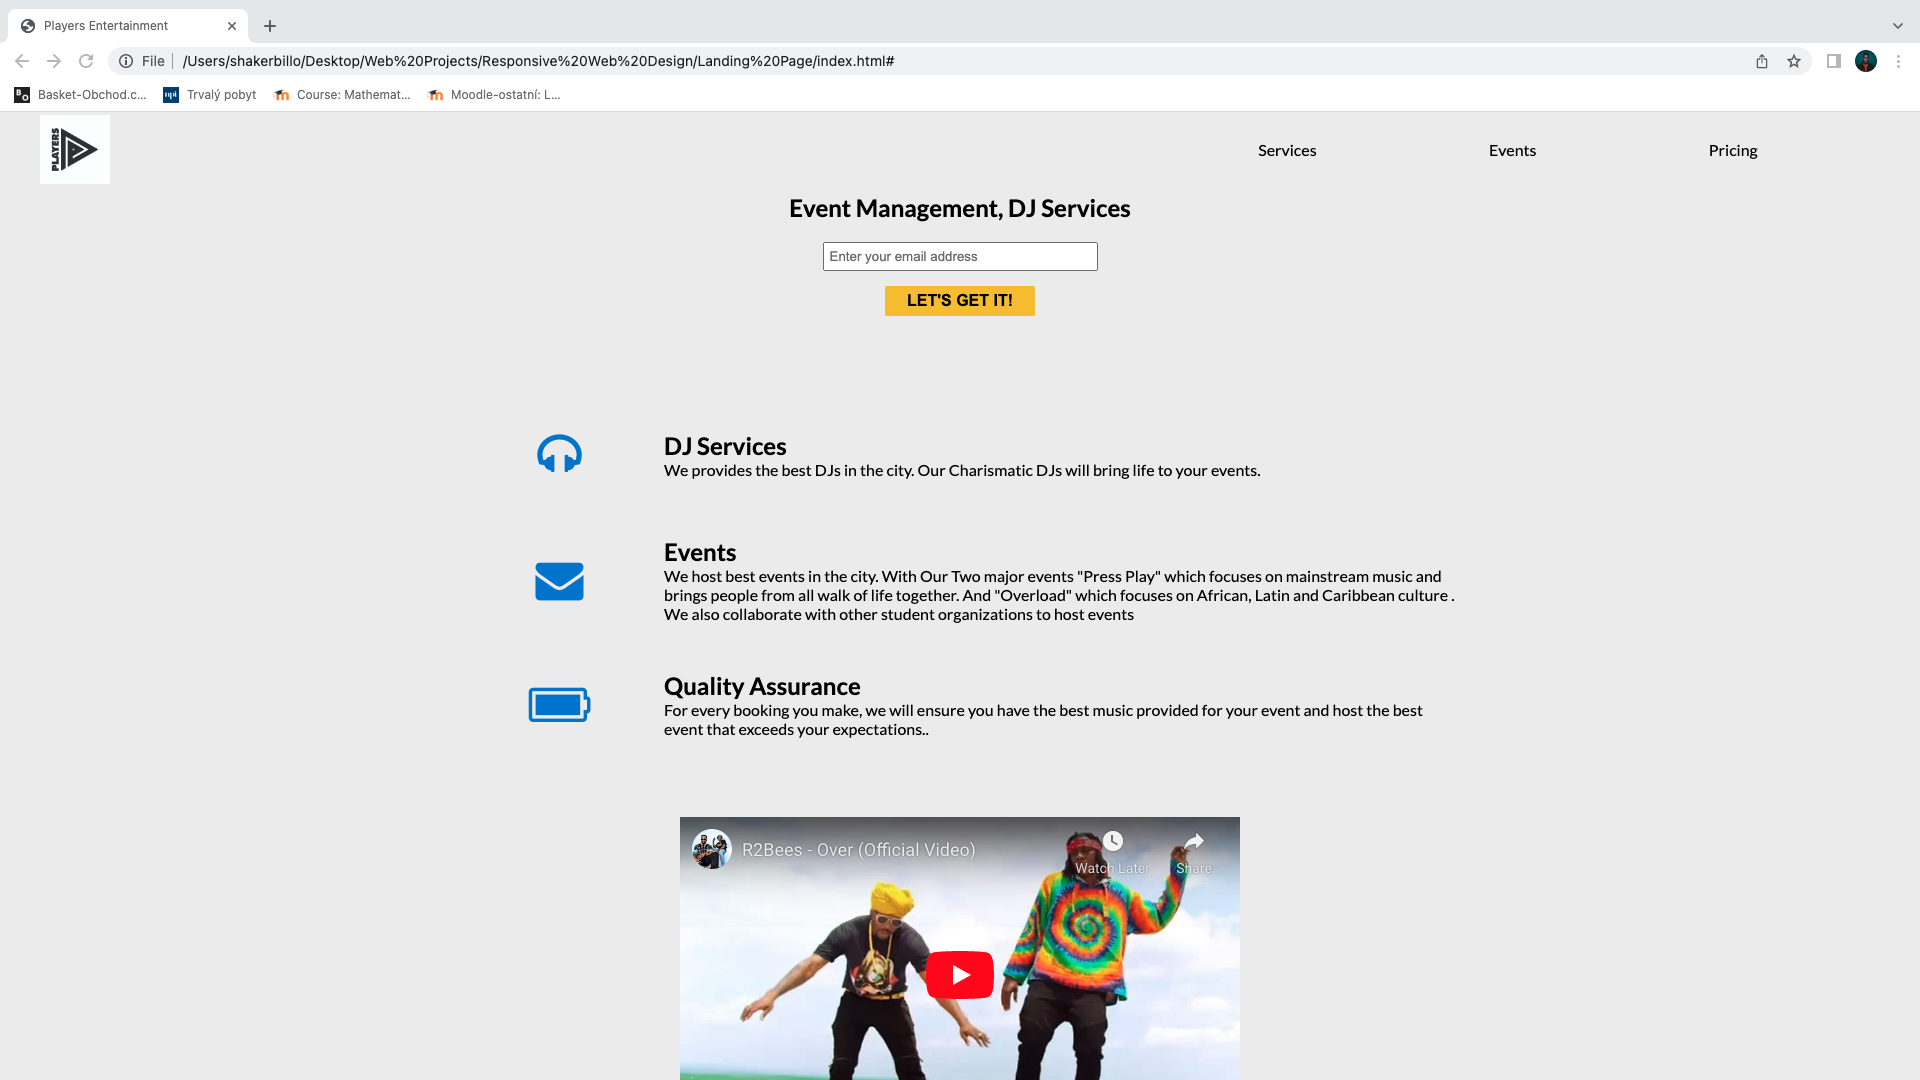 Players Entertainment
File
/Users/shakerbillo/Desktop/Web%20Projects/Responsive%20Web%20Design/Landing%20Page/index.html#
Basket-Obchod.c...
Trvalý pobyt
Course: Mathemat...
Moodle-ostatní: L...
PLAYERS
Services
Events
Pricing
Event Management, DJ Services
Enter your email address
LET'S GET IT!
DJ Services
We provides the best DJs in the city. Our Charismatic DJs will bring life to your events.
Events
We host best events in the city. With Our Two major events "Press Play" which focuses on mainstream music and
brings people from all walk of life together. And "Overload" which focuses on African, Latin and Caribbean culture .
We also collaborate with other student organizations to host events
Quality Assurance
For every booking you make, we will ensure you have the best music provided for your event and host the best
event that exceeds your expectations..
R2Bees - Over (Official Video)
Watch Later
Share